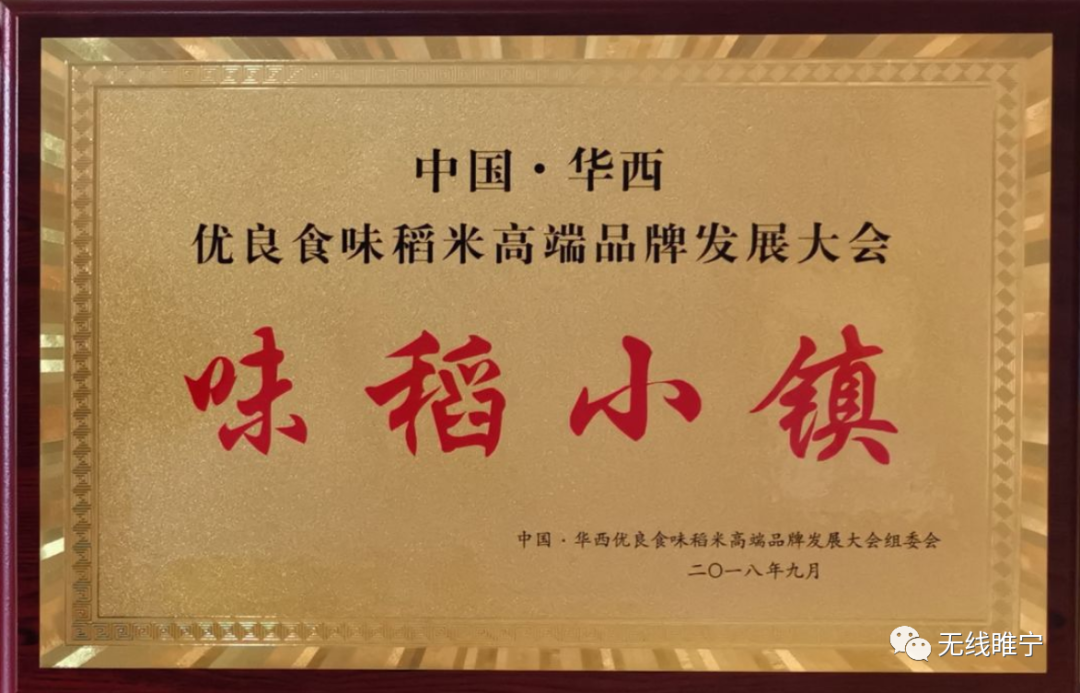 中国·华西
优良食味稻米高端品牌发展大会
味稻小镇
中国·华西优良食味稻米高端品牌发展大会组委会
二〇一八年九月
无线睢宁